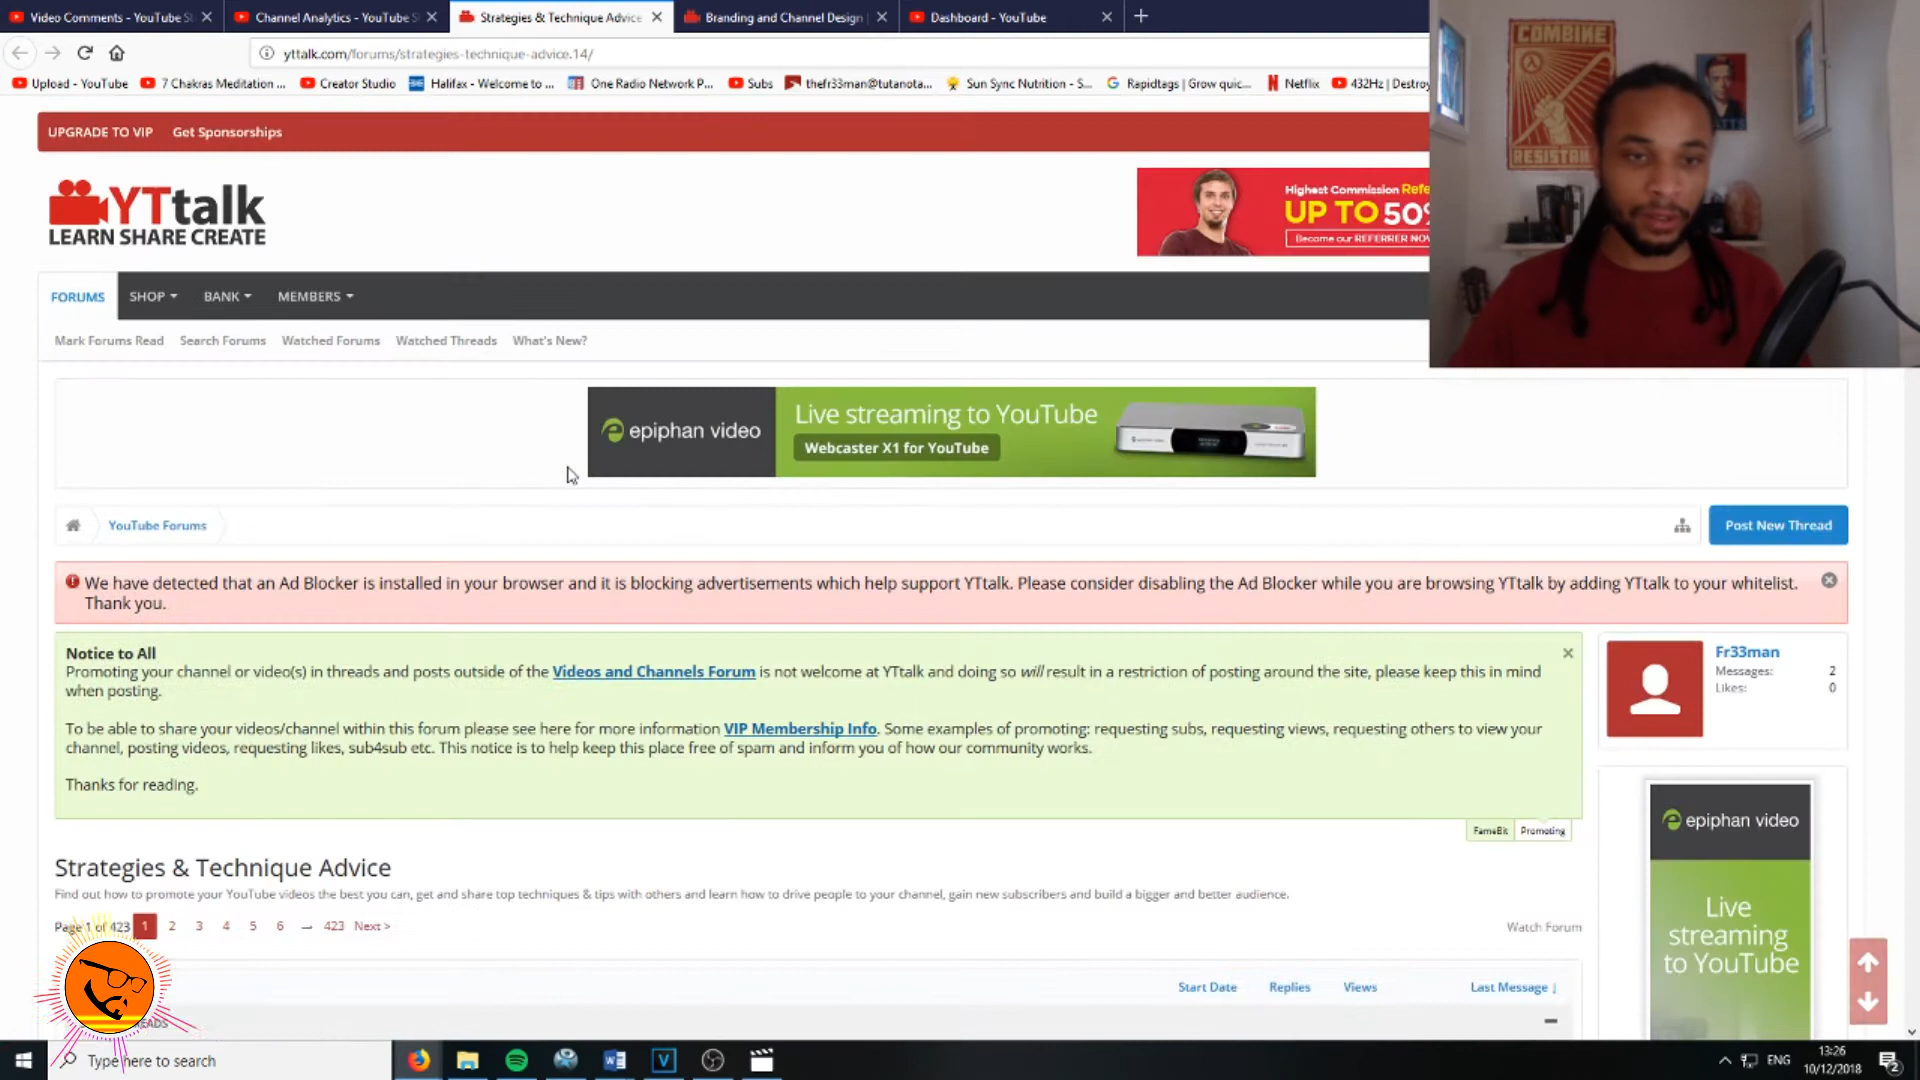 Video Comments - YouTube St
Channel Analytics - YouTube S
Strategies & Technique Advice
Branding and Channel Design
Dashboard - YouTube
yttalk.com/forums/strategies-technique-advice.14/
Upload - YouTube
7 Chakras Meditation ...
Creator Studio
Halifax - Welcome to ...
One Radio Network P...
Subs
thefr33man@tutanota...
Sun Sync Nutrition - S...
Rapidtags | Grow quic...
Netflix
432Hz | Destroy
COMBINE
RESISTAN
UPGRADE TO VIP
Get Sponsorships
YTtalk
LEARN SHARE CREATE
Highest Commission Refe
UP TO 50%
Become our REFERRER NOW
FORUMS
SHOP
BANK
MEMBERS
Mark Forums Read
Search Forums
Watched Forums
Watched Threads
What's New?
epiphan video
Live streaming to YouTube
Webcaster X1 for YouTube
YouTube Forums
Post New Thread
We have detected that an Ad Blocker is installed in your browser and it is blocking advertisements which help support YTtalk. Please consider disabling the Ad Blocker while you are browsing YTtalk by adding YTtalk to your whitelist.
Thank you.
Notice to All
Promoting your channel or video(s) in threads and posts outside of the Videos and Channels Forum is not welcome at YTtalk and doing so will result in a restriction of posting around the site, please keep this in mind
when posting.
To be able to share your videos/channel within this forum please see here for more information VIP Membership Info. Some examples of promoting: requesting subs, requesting views, requesting others to view your
channel, posting videos, requesting likes, sub4sub etc. This notice is to help keep this place free of spam and inform you of how our community works.
Thanks for reading.
FameBit
Promoting
Fr33man
Messages: 2
Likes: 0
epiphan video
Live
streaming
to YouTube
Strategies & Technique Advice
Find out how to promote your YouTube videos the best you can, get and share top techniques & tips with others and learn how to drive people to your channel, gain new subscribers and build a bigger and better audience.
Page 1 of 423 1 2 3 4 5 6 → 423 Next >
Watch Forum
Start Date
Replies
Views
Last Message ↓
READS
Type here to search
ENG
13:26
10/12/2018
2